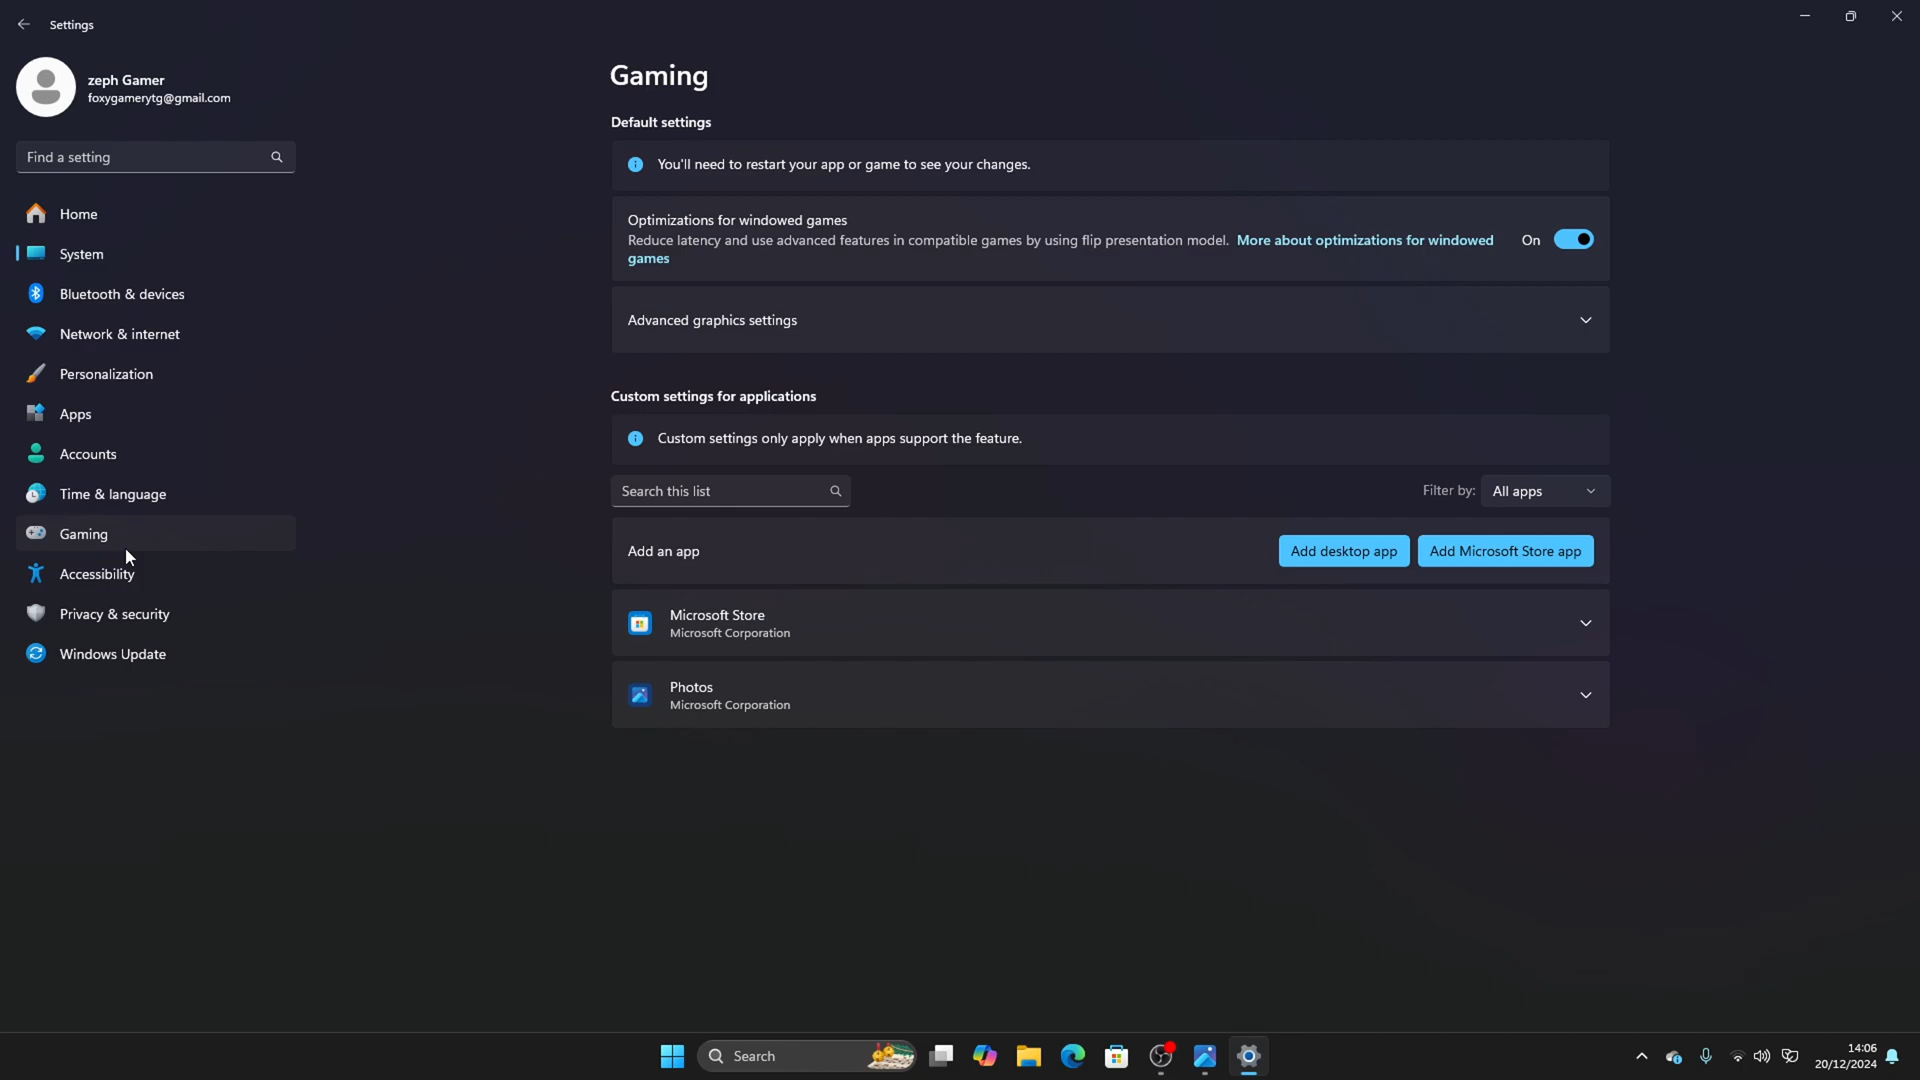 Settings
zeph Gamer
foxygamerytg@gmail.com
Find a setting
Home
System
Bluetooth & devices
Network & internet
Personalization
Apps
Accounts
Time & language
Gaming
Accessibility
Privacy & security
Windows Update
Gaming
Default settings
You'll need to restart your app or game to see your changes.
Optimizations for windowed games
Reduce latency and use advanced features in compatible games by using flip presentation model. More about optimizations for windowed
games
On
Advanced graphics settings
Custom settings for applications
Custom settings only apply when apps support the feature.
Search this list
Filter by: All apps
Add an app
Add desktop app
Add Microsoft Store app
Microsoft Store
Microsoft Corporation
Photos
Microsoft Corporation
Search
14:06
20/12/2024